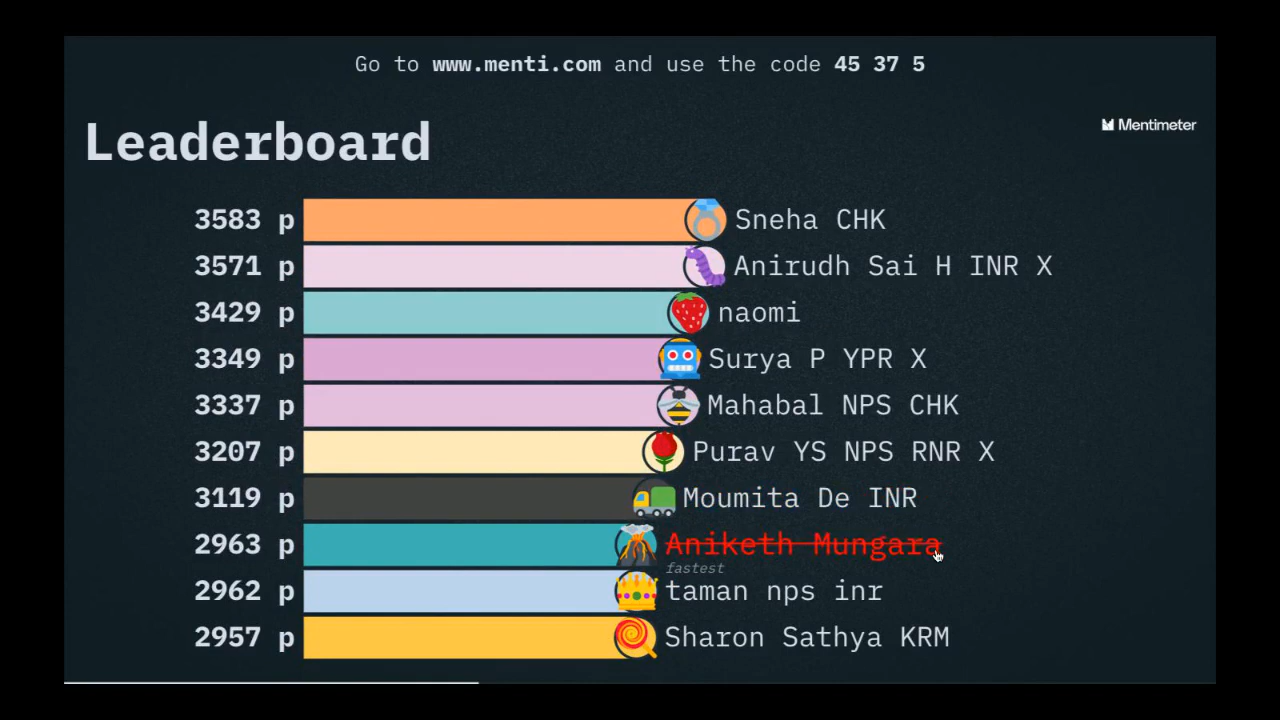 Go to www.menti.com and use the code 45 37 5
Leaderboard
Mentimeter
3583 p Sneha CHK
3571 p Anirudh Sai H INR X
3429 p naomi
3349 p Surya P YPR X
3337 p Mahabal NPS CHK
3207 p Purav YS NPS RNR X
3119 p Moumita De INR
2963 p Aniketh Mungara
fastest
2962 p taman nps inr
2957 p Sharon Sathya KRM